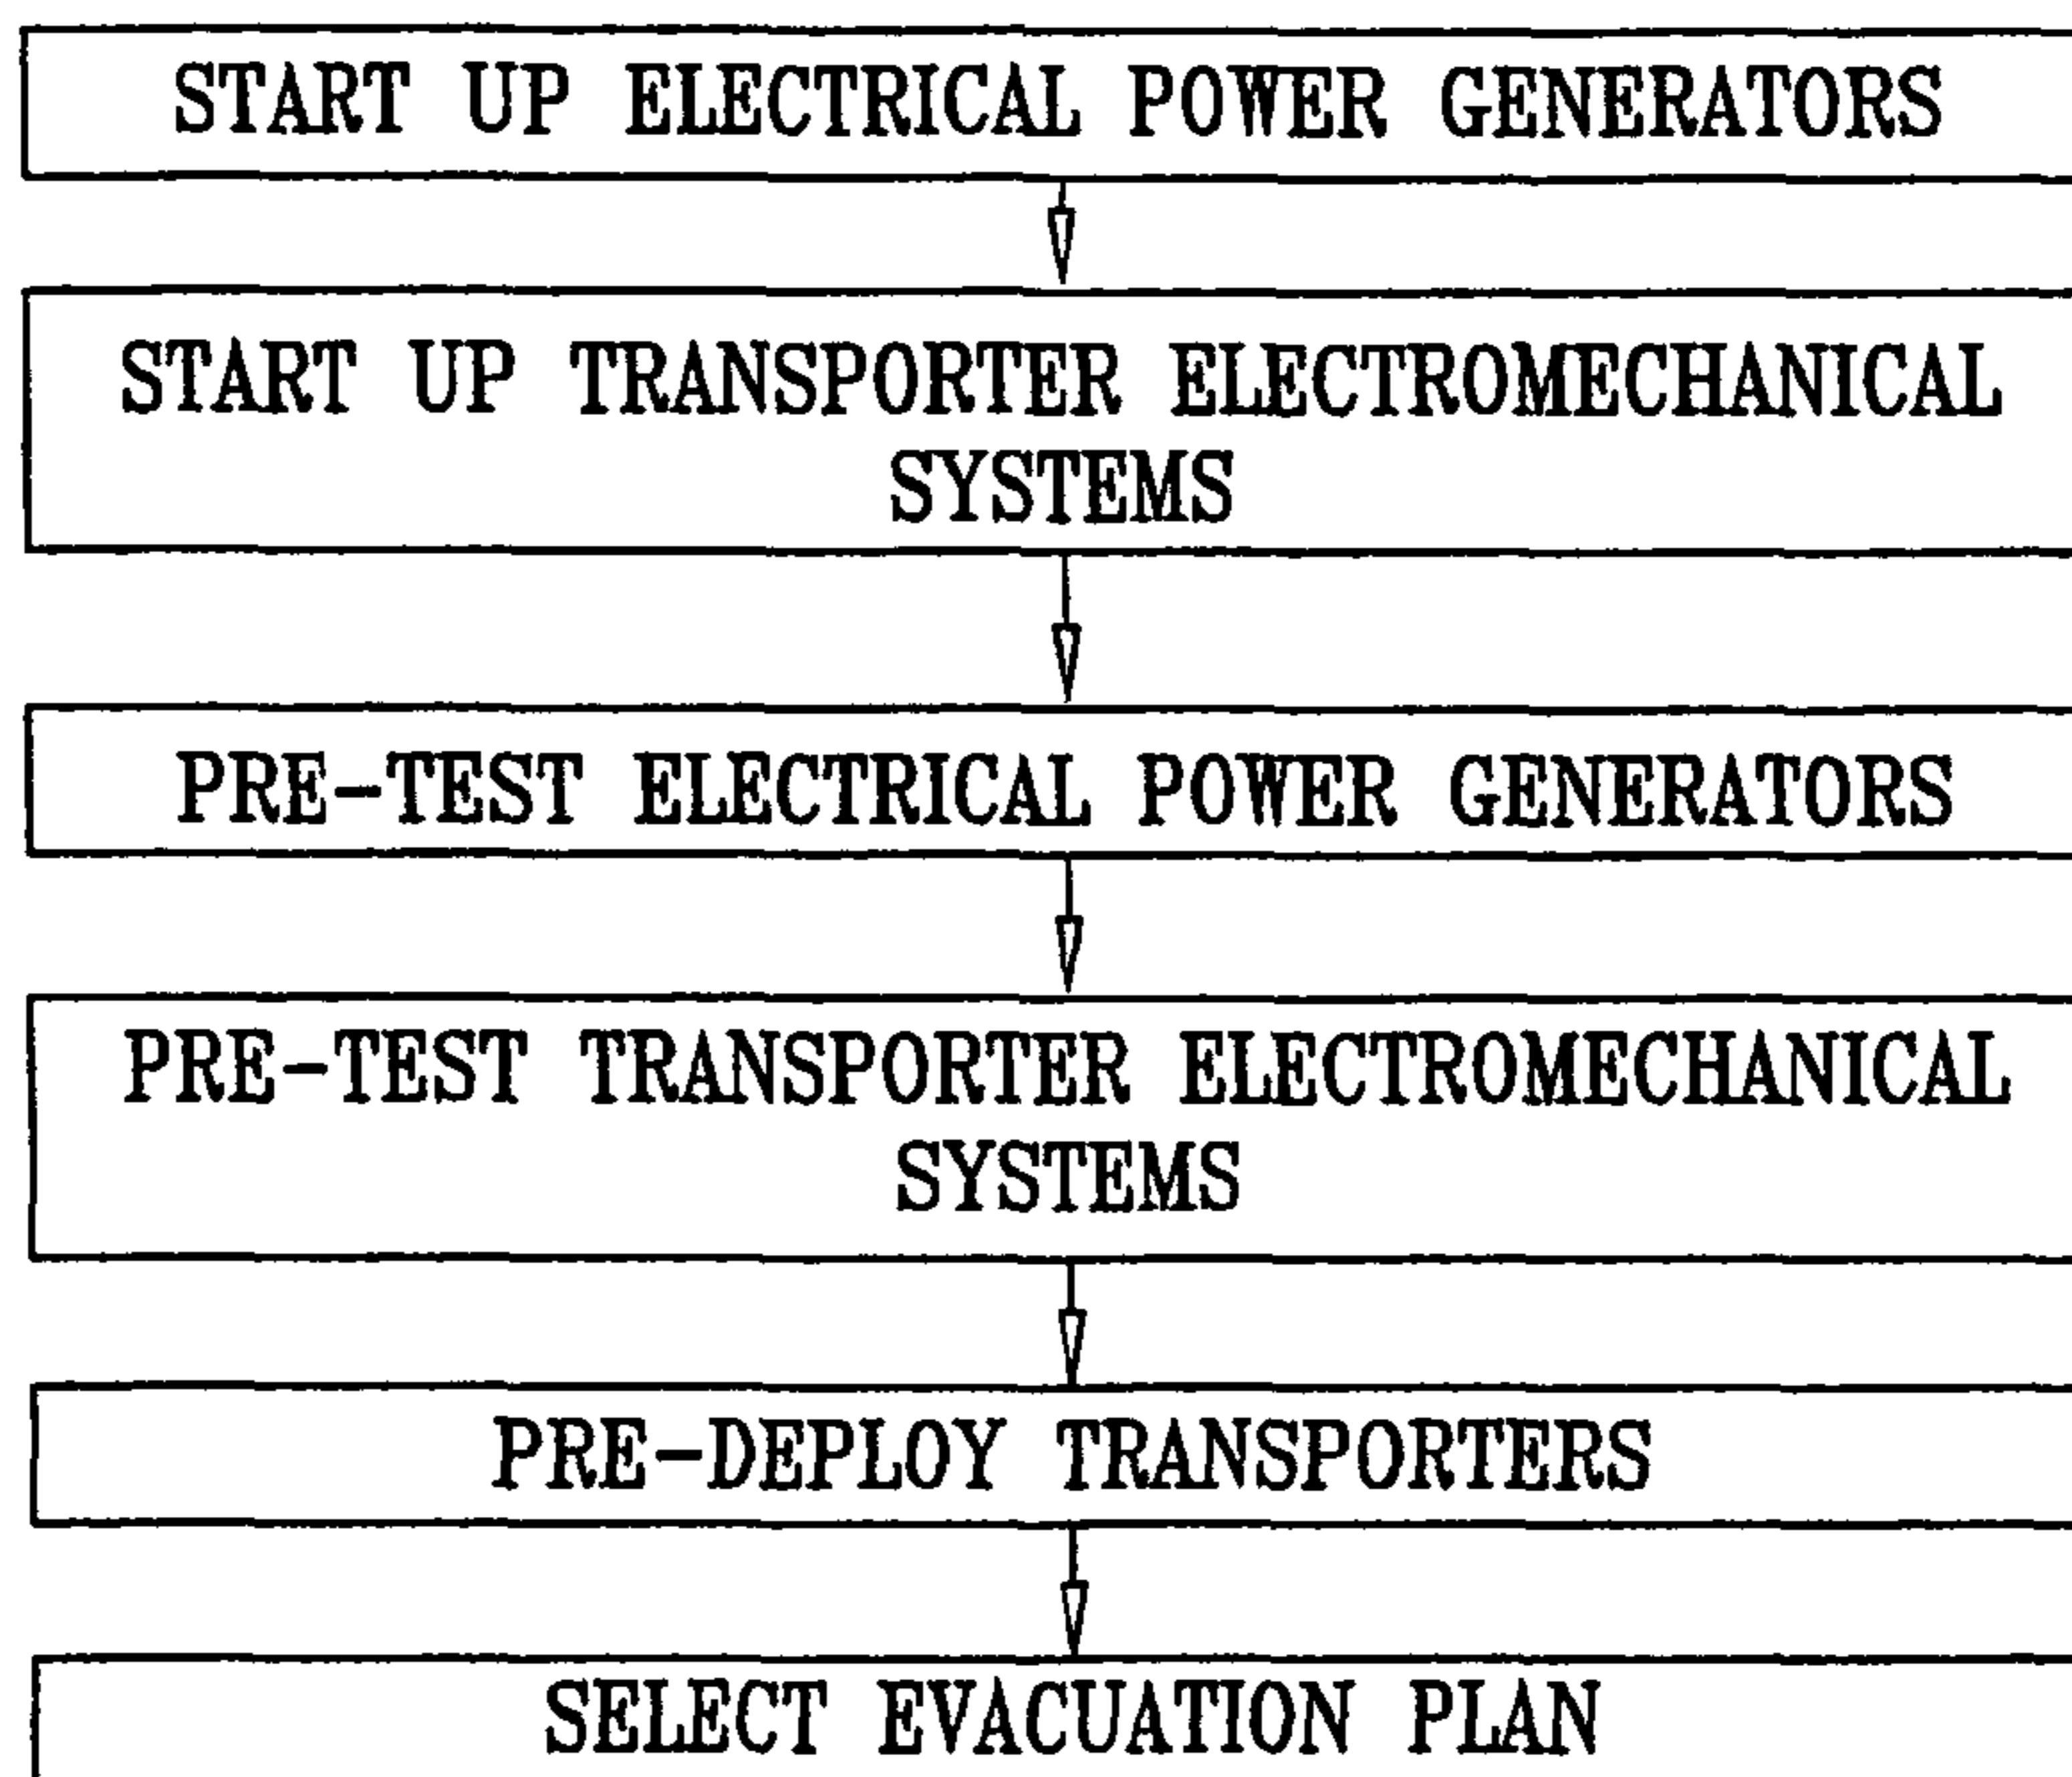 START UP ELECTRICAL POWER GENERATORS
START UP TRANSPORTER ELECTROMECHANICAL
SYSTEMS
PRE-TEST ELECTRICAL POWER GENERATORS
PRE-TEST TRANSPORTER ELECTROMECHANICAL
SYSTEMS
PRE-DEPLOY TRANSPORTERS
SELECT EVACUATION PLAN